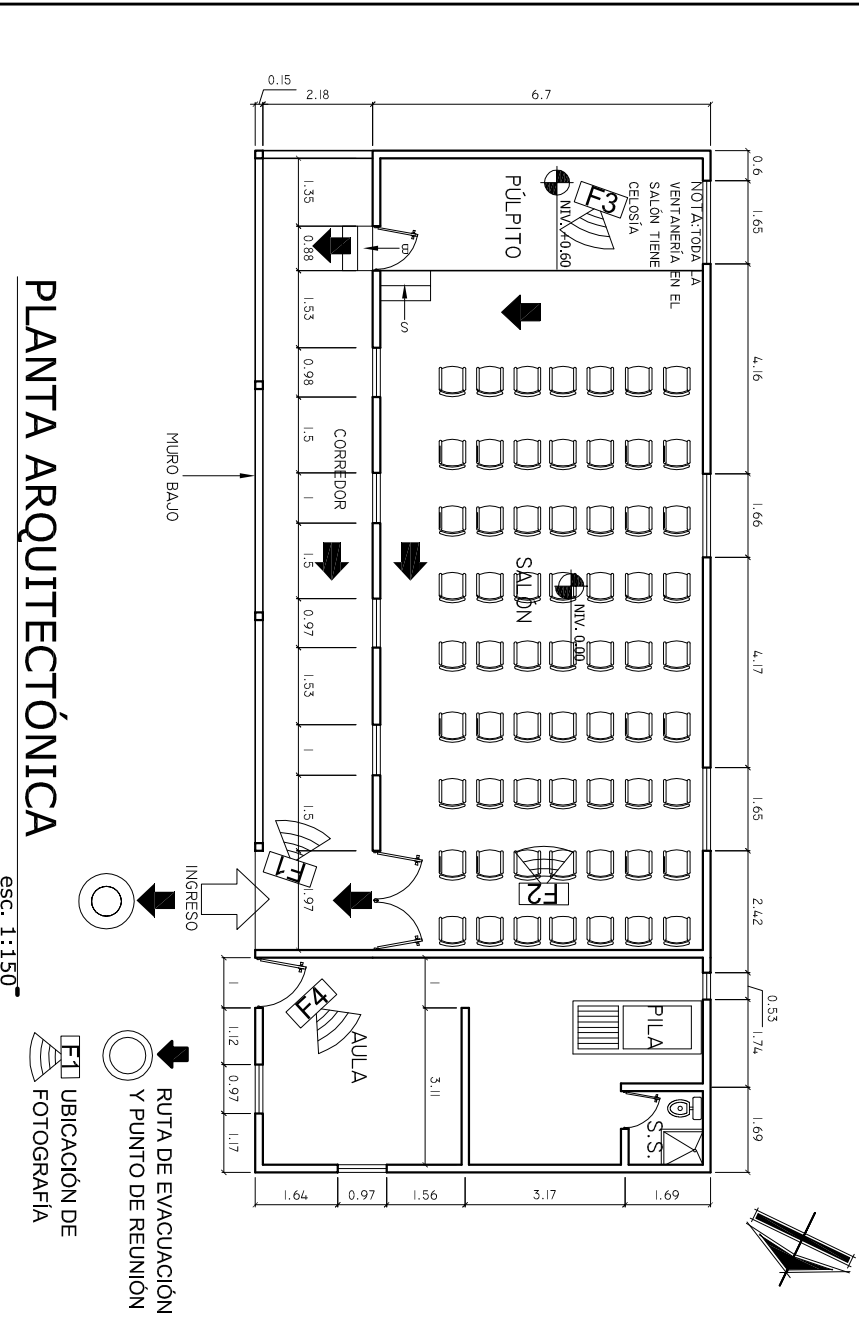 0.15
2.18
6.7
0.6
1.65
4.16
1.66
4.17
1.65
2.42
0.53
1.74
1.69
NOTA: TODA LA
VENTANERÍA EN EL
SALÓN TIENE
CELOSÍA
F3
NIV. +0.60
PÚLPITO
B
S
1.35
0.88
1.53
0.98
1.5
1
1.5
0.97
1.53
1
1.5
1.97
CORREDOR
SALÓN
NIV. 0.00
MURO BAJO
F1
F2
INGRESO
F4
AULA
PILA
S.S.
1
1.12
0.97
1.17
1
3.11
1.64
0.97
1.56
3.17
1.69
PLANTA ARQUITECTÓNICA
esc. 1:150
RUTA DE EVACUACIÓN
Y PUNTO DE REUNIÓN
F1
UBICACIÓN DE
FOTOGRAFÍA